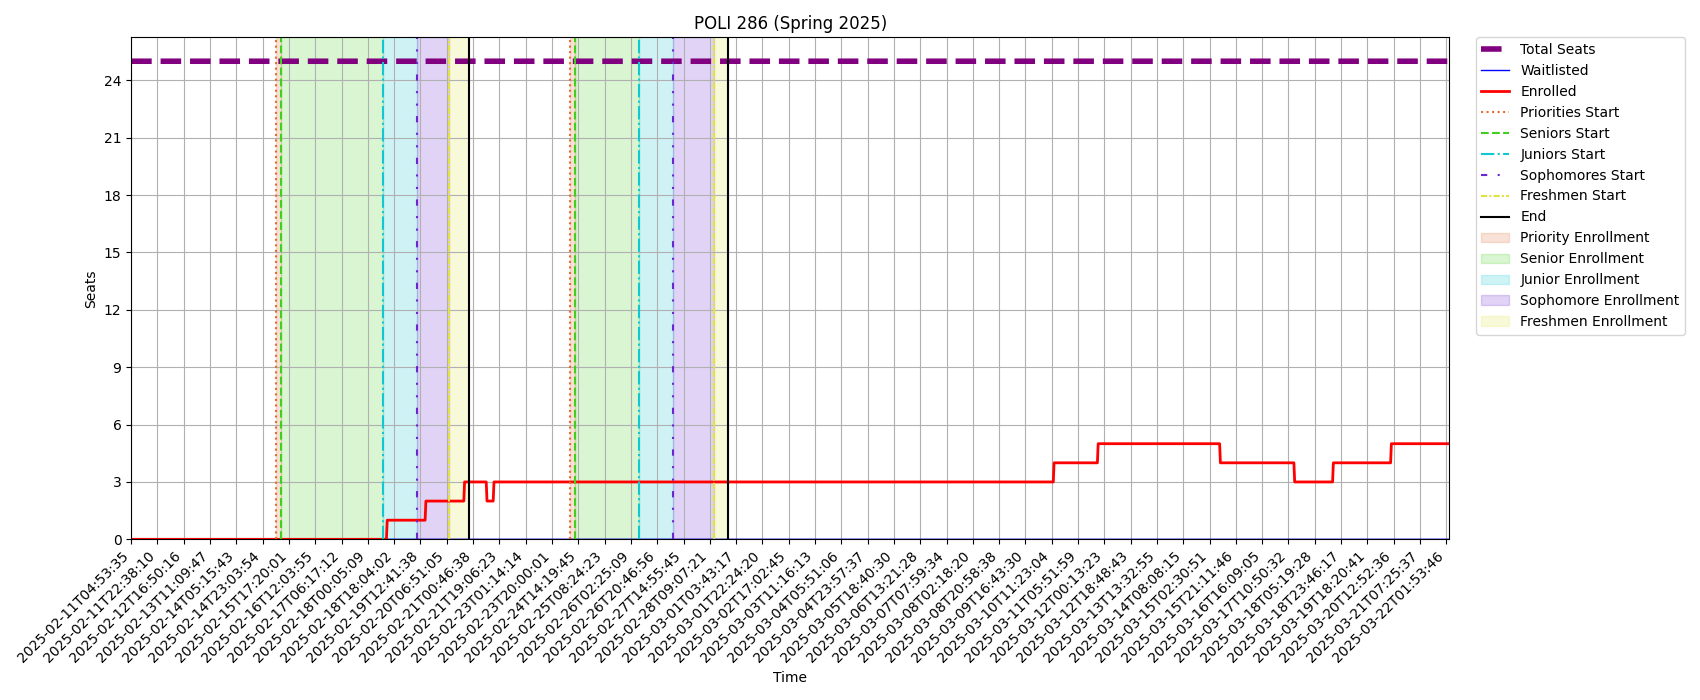 POLI 286 (Spring 2025)
Seats
24
21
18
15
12
9
6
3
0
2025-02-11T04:53:35
2025-02-11T22:38:10
2025-02-12T16:50:16
2025-02-13T11:09:47
2025-02-14T05:15:43
2025-02-14T23:03:54
2025-02-15T17:20:01
2025-02-16T12:03:55
2025-02-17T06:17:12
2025-02-18T00:05:09
2025-02-18T18:04:02
2025-02-19T12:41:38
2025-02-20T06:51:05
2025-02-21T00:46:38
2025-02-21T19:06:23
2025-02-23T01:14:14
2025-02-23T20:00:01
2025-02-24T14:19:45
2025-02-25T08:24:23
2025-02-26T02:25:09
2025-02-26T20:46:56
2025-02-27T14:55:45
2025-02-28T09:07:21
2025-03-01T03:43:17
2025-03-01T22:24:20
2025-03-02T17:02:45
2025-03-03T11:16:13
2025-03-04T05:51:06
2025-03-04T23:57:37
2025-03-05T18:40:30
2025-03-06T13:21:28
2025-03-07T07:59:34
2025-03-08T02:18:20
2025-03-08T20:58:38
2025-03-09T16:43:30
2025-03-10T11:23:04
2025-03-11T05:51:59
2025-03-12T00:13:23
2025-03-12T18:48:43
2025-03-13T13:32:55
2025-03-14T08:08:15
2025-03-15T02:30:51
2025-03-15T21:11:46
2025-03-16T16:09:05
2025-03-17T10:50:32
2025-03-18T05:19:28
2025-03-18T23:46:17
2025-03-19T18:20:41
2025-03-20T12:52:36
2025-03-21T07:25:37
2025-03-22T01:53:46
Time
Total Seats
Waitlisted
Enrolled
Priorities Start
Seniors Start
Juniors Start
Sophomores Start
Freshmen Start
End
Priority Enrollment
Senior Enrollment
Junior Enrollment
Sophomore Enrollment
Freshmen Enrollment